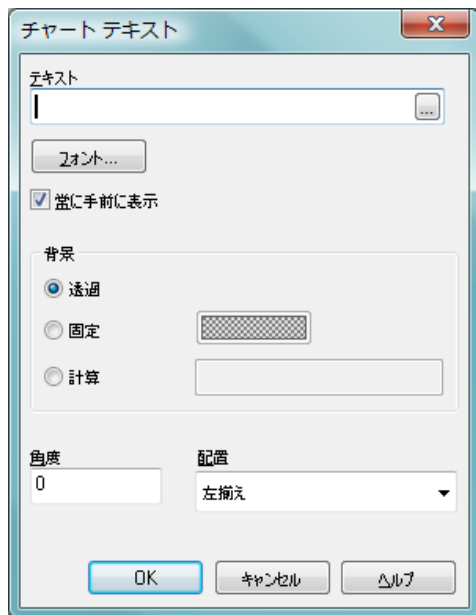 チャート テキスト
テキスト
...
フォント...
常に手前に表示
背景
透過
固定
計算
角度
配置
0
左揃え
OK
キャンセル
ヘルプ